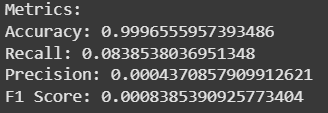 Metrics:
Accuracy: 0.9996555957393486
Recall: 0.0838538036951348
Precision: 0.0004370857909912621
F1 Score: 0.0008385390925773404